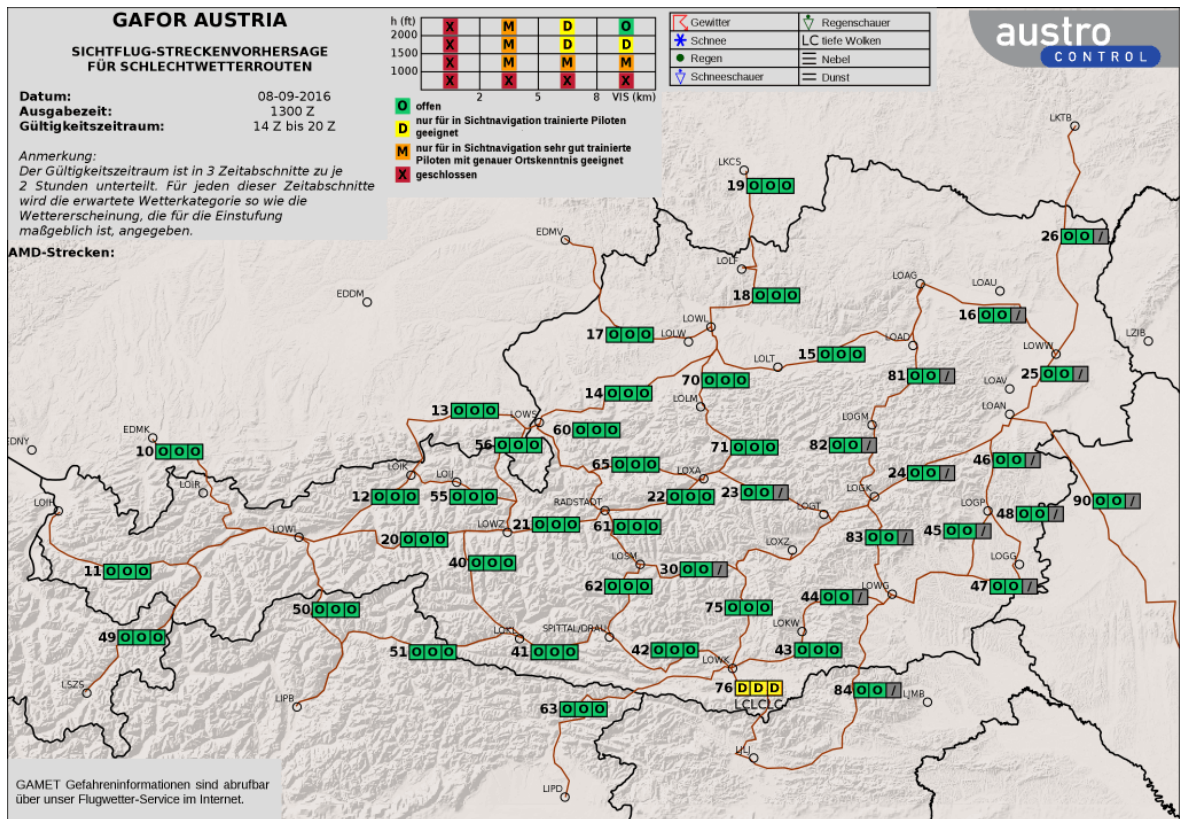 GAFOR AUSTRIA
SICHTFLUG-STRECKENVORHERSAGE
FÜR SCHLECHTWETTERROUTEN
Datum: 08-09-2016
Ausgabezeit: 1300 Z
Gültigkeitszeitraum: 14 Z bis 20 Z
Anmerkung:
Der Gültigkeitszeitraum ist in 3 Zeitabschnitte zu je
2 Stunden unterteilt. Für jeden dieser Zeitabschnitte
wird die erwartete Wetterkategorie so wie die
Wettererscheinung, die für die Einstufung
maßgeblich ist, angegeben.
AMD-Strecken:
h (ft)
2000
1500
1000
X M D O
X M D D
X M M M
X X X X
2 5 8 VIS (km)
O offen
D nur für in Sichtnavigation trainierte Piloten
geeignet
M nur für in Sichtnavigation sehr gut trainierte
Piloten mit genauer Ortskenntnis geeignet
X geschlossen
Gewitter
Schnee
Regen
Schneeschauer
Regenschauer
LC tiefe Wolken
Nebel
Dunst
austro
CONTROL
LKTB
LKCS
19 O O O
EDMV
26 O O /
LOLF
EDDM
18 O O O
LOAG
LOAU
16 O O /
LOWL
17 O O O
LOLW
LOAD
LOWW
LZIB
15 O O O
LOLT
81 O O /
25 O O /
70 O O O
LOAV
14 O O O
LOLM
LOAN
13 O O O
LOWS
LOGM
60 O O O
EDMK
EDNY
10 O O O
56 O O O
71 O O O
82 O O /
46 O O /
65 O O O
LOIK
LOIJ
LOXA
24 O O /
LOIR
12 O O O
55 O O O
22 O O O
23 O O /
LOGK
LOIH
RADSTADT
LOGP
90 O O /
LOGT
48 O O /
LOWI
LOWZ
21 O O O
61 O O O
20 O O O
83 O O /
45 O O /
LOXZ
40 O O O
LOSM
30 O O /
LOGG
11 O O O
62 O O O
LOWG
47 O O /
44 O O /
50 O O O
75 O O O
49 O O O
LOKL
SPITTAL/DRAU
LOKW
51 O O O
41 O O O
42 O O O
43 O O O
LOWK
LSZS
76 D D D
LCLCLC
84 O O /
LJMB
LIPB
63 O O O
LJLJ
LIPD
GAMET Gefahreninformationen sind abrufbar
über unser Flugwetter-Service im Internet.